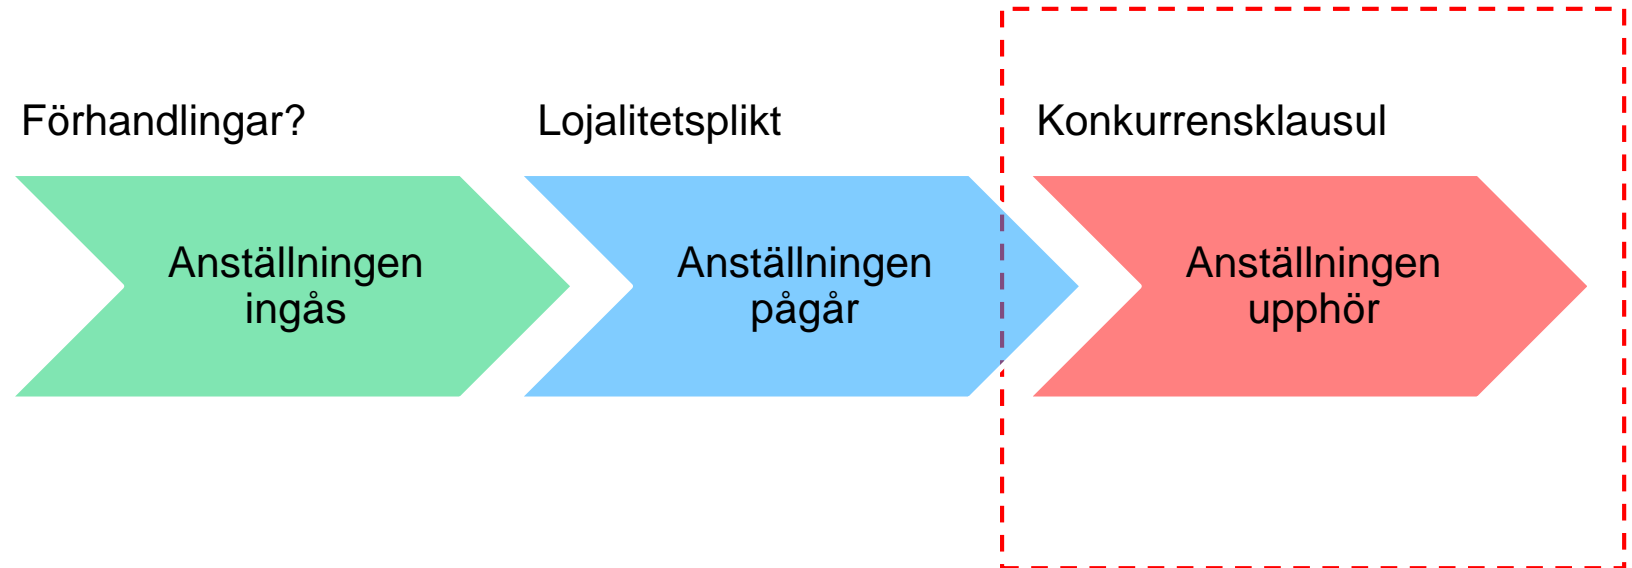 Förhandlingar?
Lojalitetsplikt
Konkurrensklausul
Anställningen
ingås
Anställningen
pågår
Anställningen
upphör